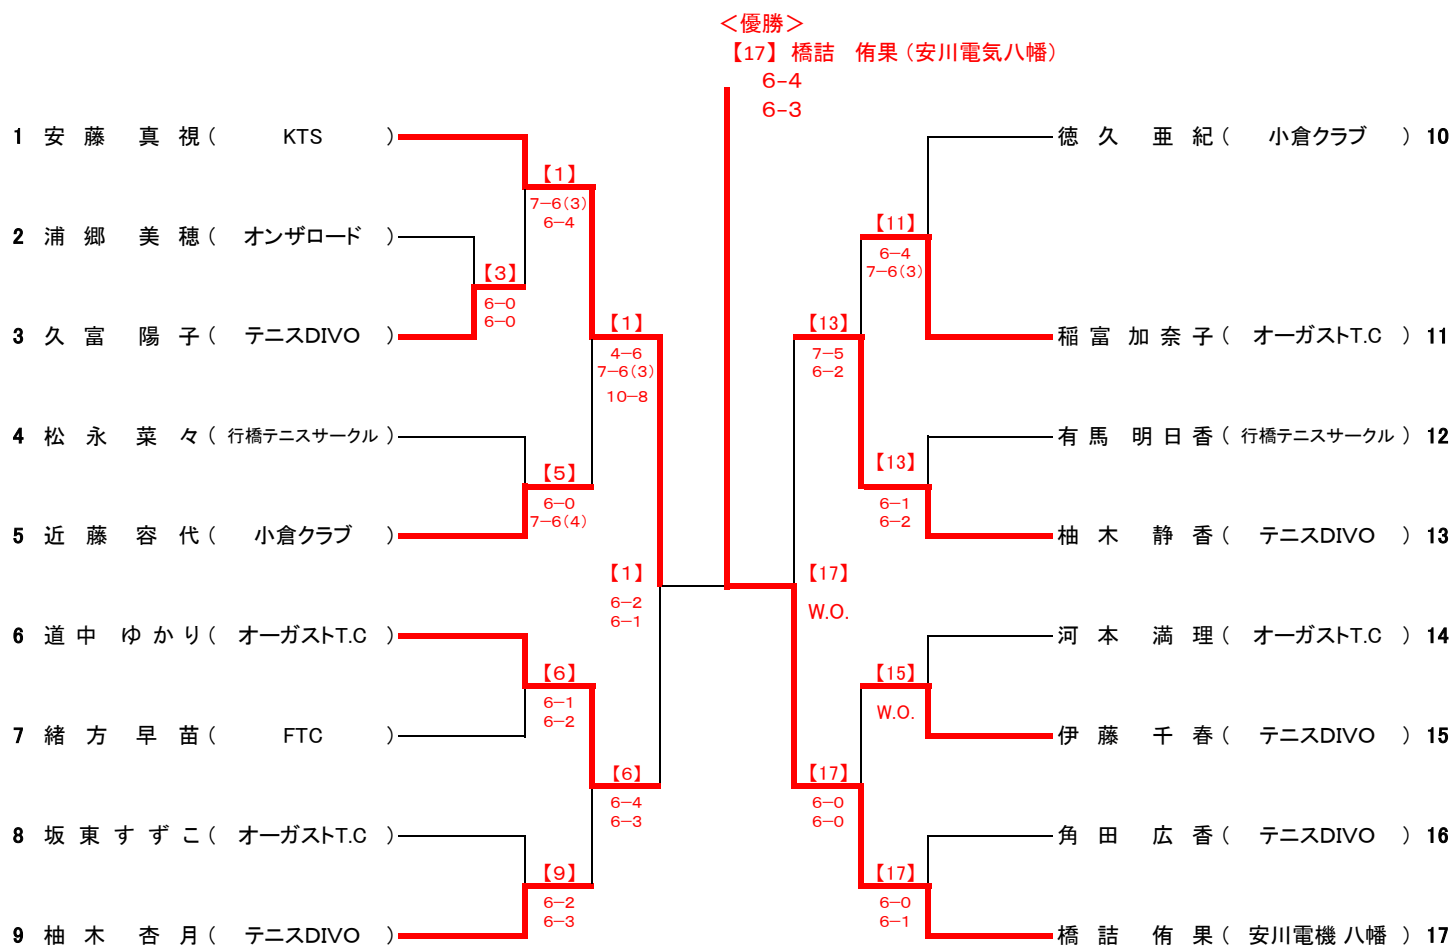 ＜優勝＞
【17】 橋詰　侑果（安川電気八幡）
6-4
6-3
1 安 藤 真 視（ KTS ）
2 浦 郷 美 穂（ オンザロード ）
3 久 富 陽 子（ テニスDIVO ）
4 松 永 菜 々（ 行橋テニスサークル ）
5 近 藤 容 代（ 小倉クラブ ）
6 道 中 ゆ か り（ オーガストT.C ）
7 緒 方 早 苗（ FTC ）
8 坂 東 す ず こ（ オーガストT.C ）
9 柚 木 杏 月（ テニスDIVO ）
【1】
7-6(3)
6-4
【3】
6-0
6-0
【5】
6-0
7-6(4)
【6】
6-1
6-2
【9】
6-2
6-3
【1】
4-6
7-6(3)
10-8
【6】
6-4
6-3
【1】
6-2
6-1
【17】
W.O.
【13】
7-5
6-2
【17】
6-0
6-0
【11】
6-4
7-6(3)
【13】
6-1
6-2
【15】
W.O.
【17】
6-0
6-1
徳 久 亜 紀（ 小倉クラブ ） 10
稲 富 加 奈 子（ オーガストT.C ） 11
有 馬 明 日 香（ 行橋テニスサークル ） 12
柚 木 静 香（ テニスDIVO ） 13
河 本 満 理（ オーガストT.C ） 14
伊 藤 千 春（ テニスDIVO ） 15
角 田 広 香（ テニスDIVO ） 16
橋 詰 侑 果（ 安川電機 八幡 ） 17